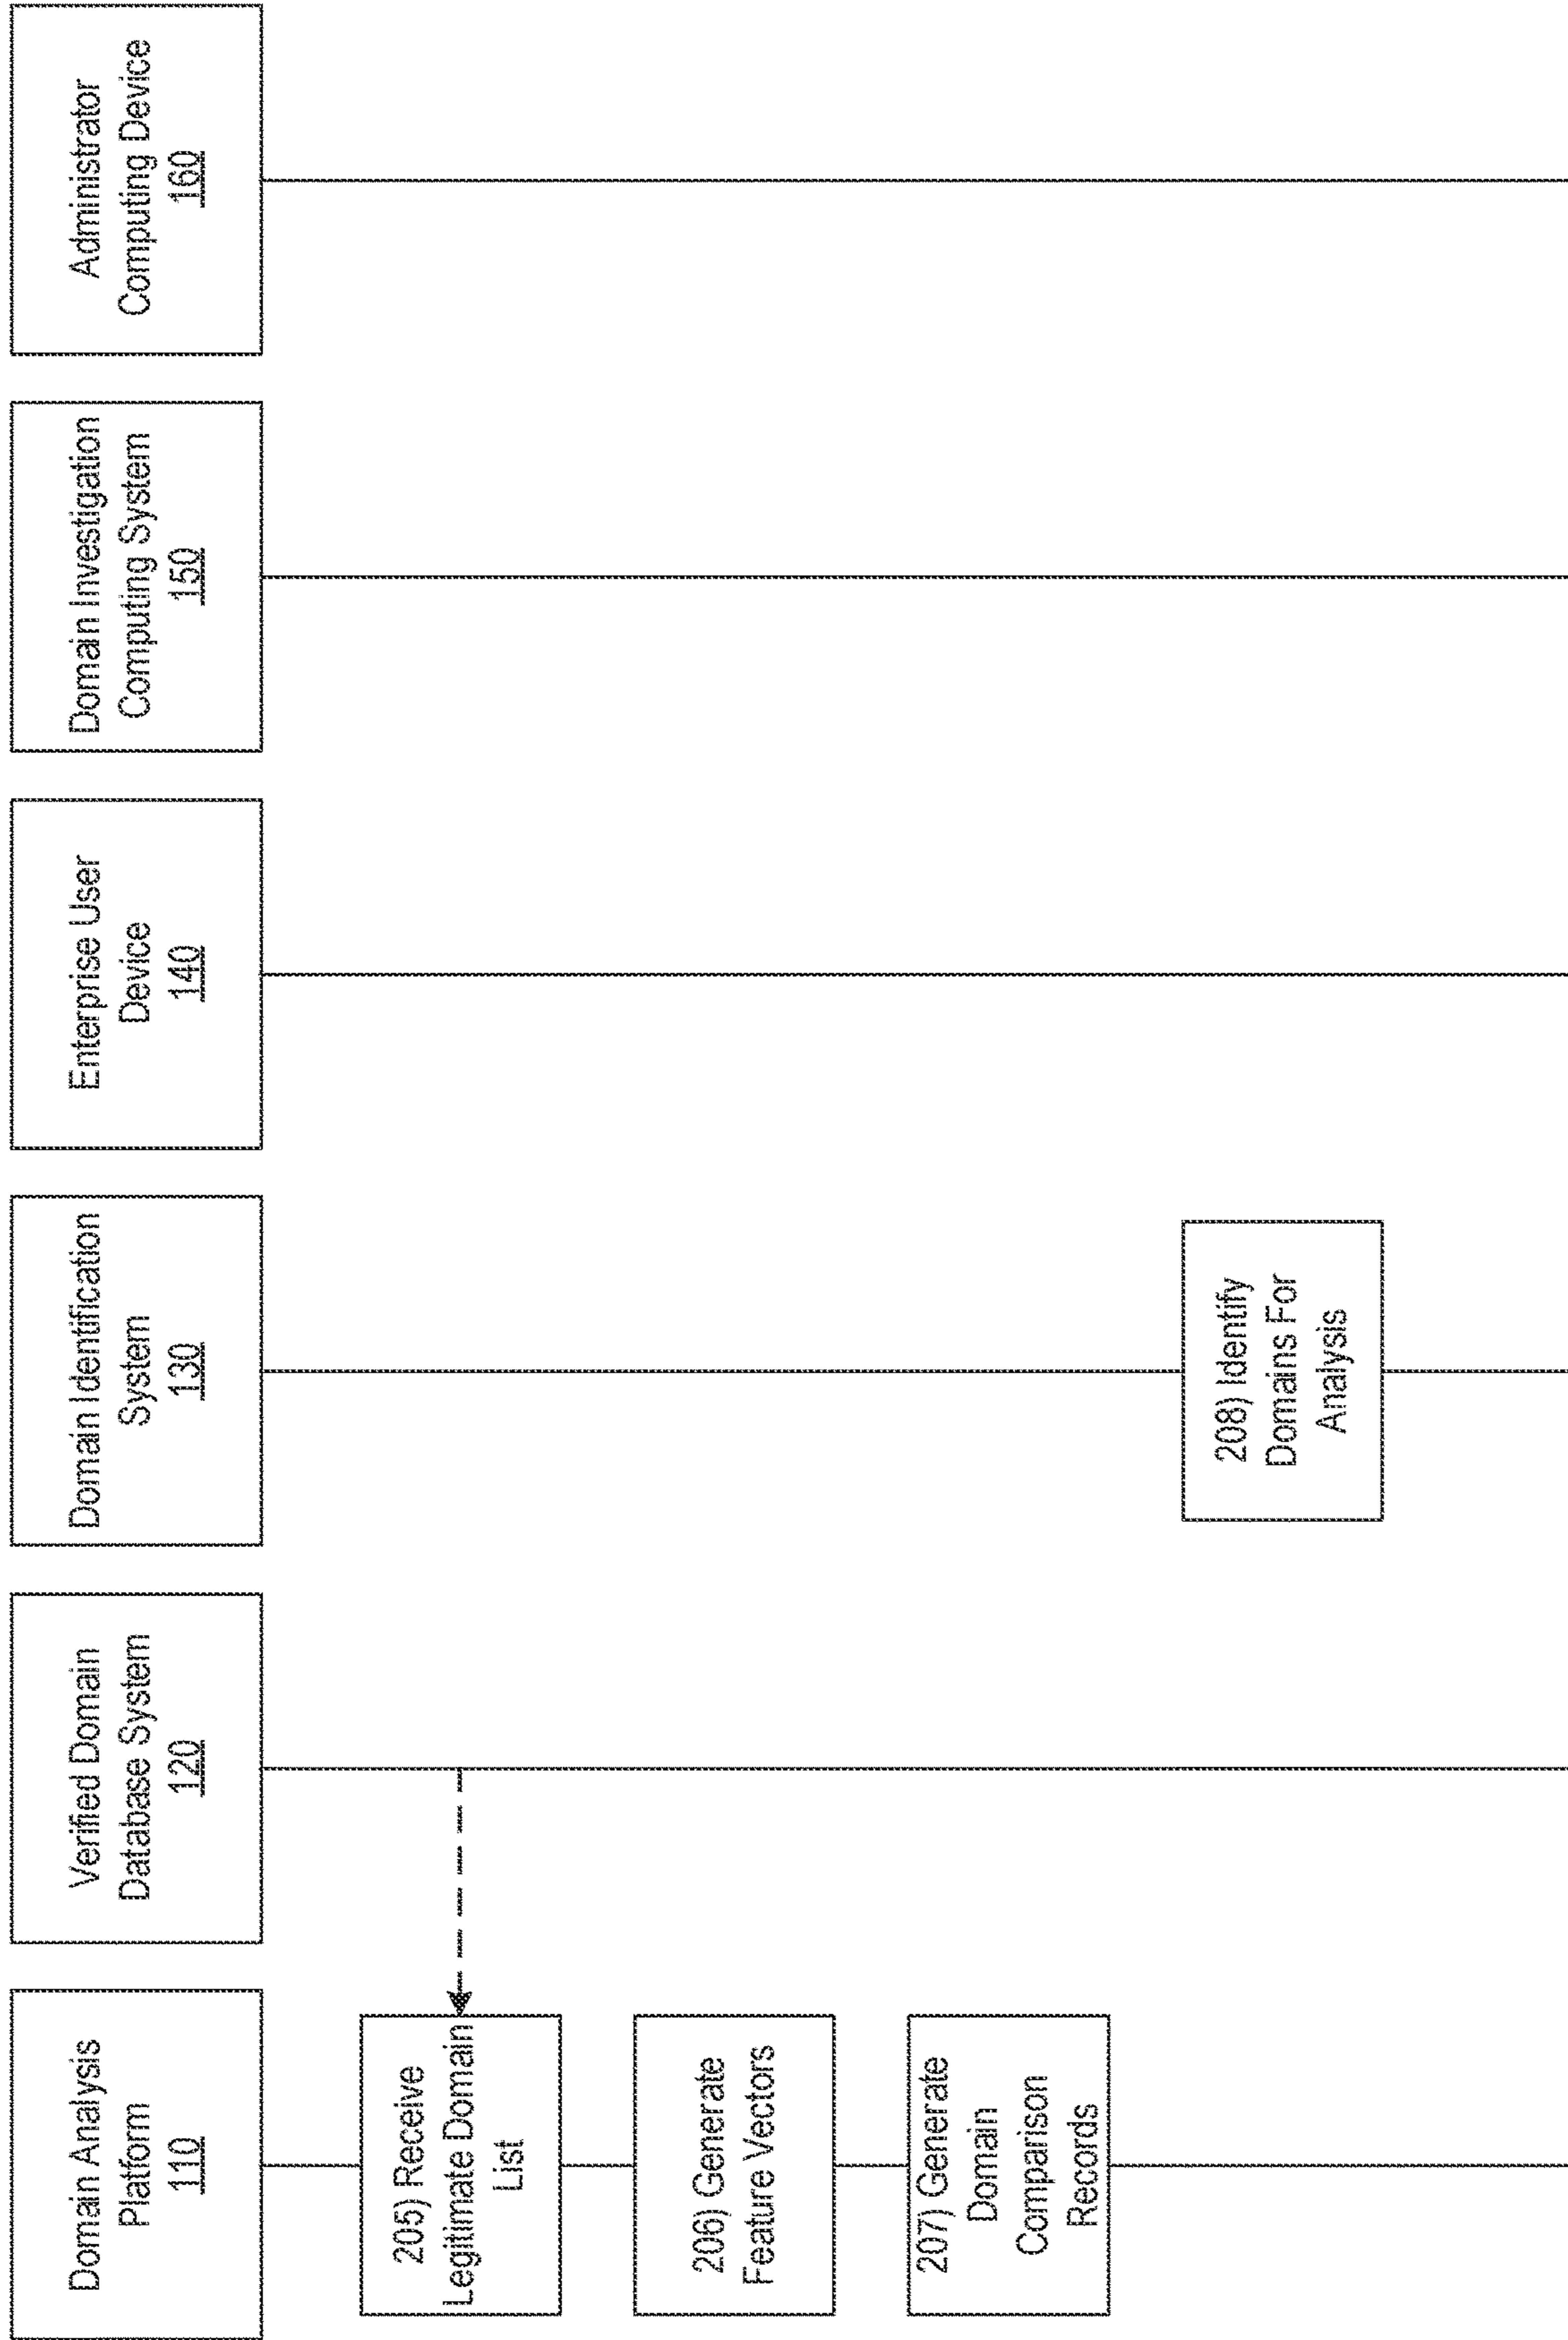 Domain Analysis
Platform
110
Verified Domain
Database System
120
Domain Identification
System
130
Enterprise User
Device
140
Domain Investigation
Computing System
150
Administrator
Computing Device
160
205) Receive
Legitimate Domain
List
206) Generate
Feature Vectors
207) Generate
Domain
Comparison
Records
208) Identify
Domains For
Analysis